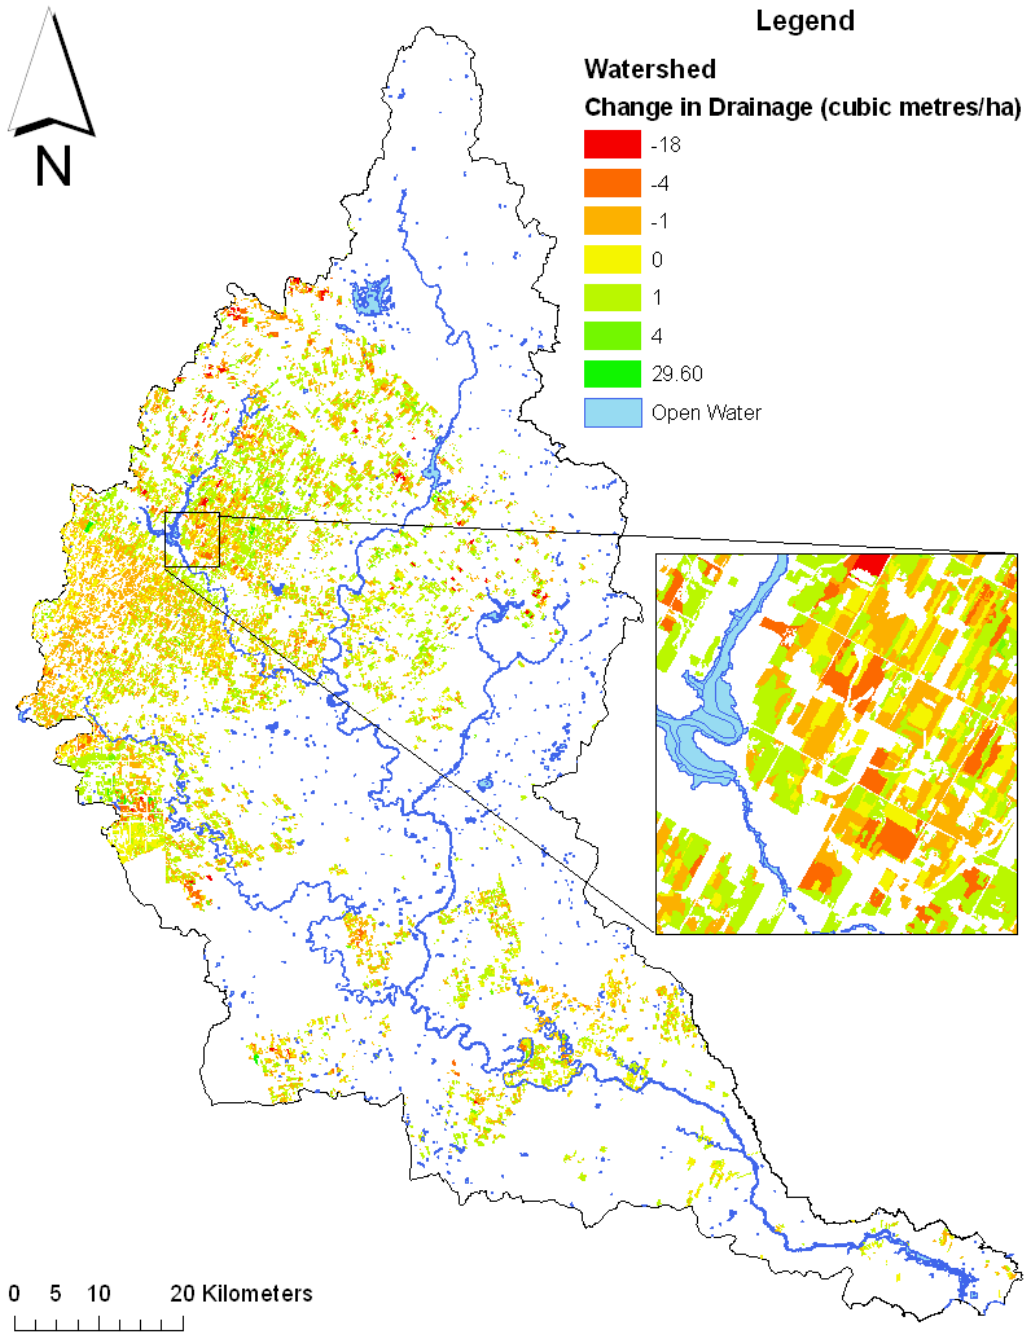 Legend
Watershed
Change in Drainage (cubic metres/ha)
-18
-4
-1
0
1
4
29.60
Open Water
N
0 5 10 20 Kilometers